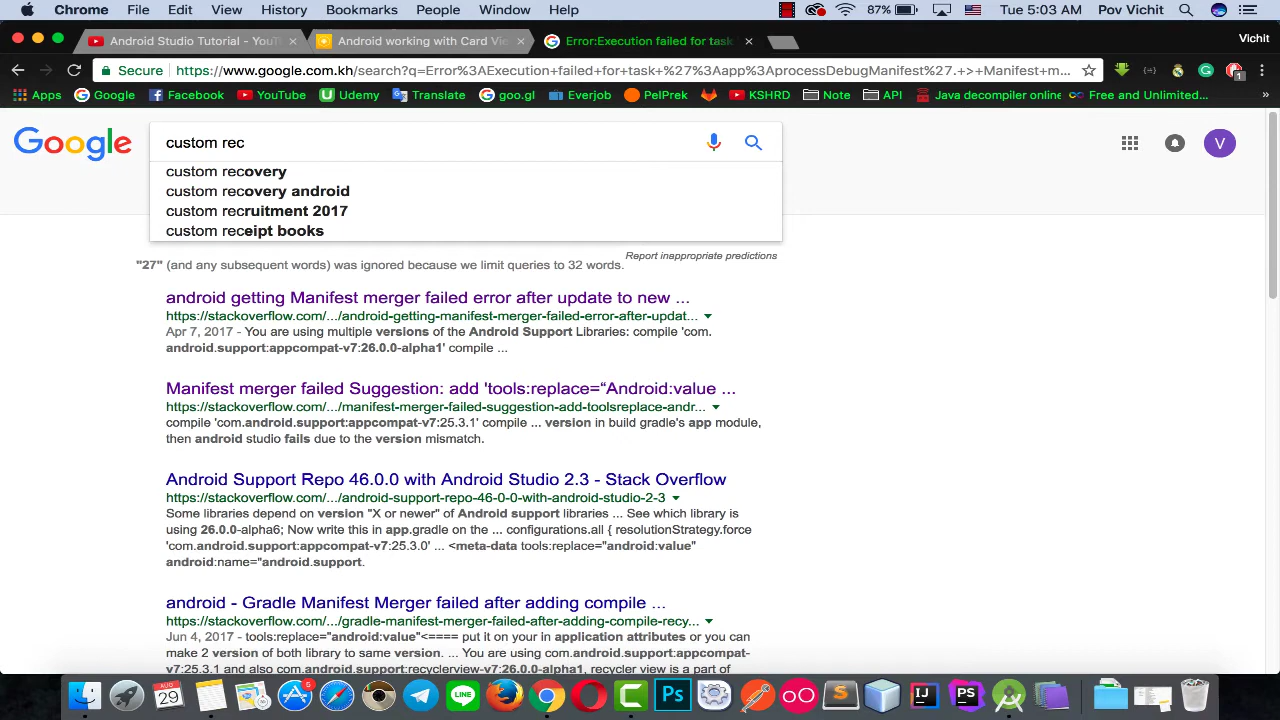 Chrome File Edit View History Bookmarks People Window Help 87% Tue 5:03 AM Pov Vichit
Android Studio Tutorial - YouT Android working with Card Vie Error:Execution failed for task Vichit
Secure https://www.google.com.kh/search?q=Error%3AExecution+failed+for+task+%27%3Aapp%3AprocessDebugManifest%27.+>+Manifest+m...
Apps Google Facebook YouTube Udemy Translate goo.gl Everjob PelPrek KSHRD Note API Java decompiler online Free and Unlimited... »
Google custom rec V
custom recovery
custom recovery android
custom recruitment 2017
custom receipt books
Report inappropriate predictions
"27" (and any subsequent words) was ignored because we limit queries to 32 words.
android getting Manifest merger failed error after update to new ...
https://stackoverflow.com/.../android-getting-manifest-merger-failed-error-after-updat...
Apr 7, 2017 - You are using multiple versions of the Android Support Libraries: compile 'com.
android.support:appcompat-v7:26.0.0-alpha1' compile ...
Manifest merger failed Suggestion: add 'tools:replace=“Android:value ...
https://stackoverflow.com/.../manifest-merger-failed-suggestion-add-toolsreplace-andr...
compile 'com.android.support:appcompat-v7:25.3.1' compile ... version in build gradle's app module,
then android studio fails due to the version mismatch.
Android Support Repo 46.0.0 with Android Studio 2.3 - Stack Overflow
https://stackoverflow.com/.../android-support-repo-46-0-0-with-android-studio-2-3
Some libraries depend on version "X or newer" of Android support libraries ... See which library is
using 26.0.0-alpha6; Now write this in app.gradle on the ... configurations.all { resolutionStrategy.force
'com.android.support:appcompat-v7:25.3.0' ... <meta-data tools:replace="android:value"
android:name="android.support.
android - Gradle Manifest Merger failed after adding compile ...
https://stackoverflow.com/.../gradle-manifest-merger-failed-after-adding-compile-recy...
Jun 4, 2017 - tools:replace="android:value"<==== put it on your in application attributes or you can
make 2 version of both library to same version. ... You are using com.android.support:appcompat-
v7:25.3.1 and also com.android.support:recyclerview-v7:26.0.0-alpha1, recycler view is a part of
AUG 29 5 LINE Ps S IJ PS